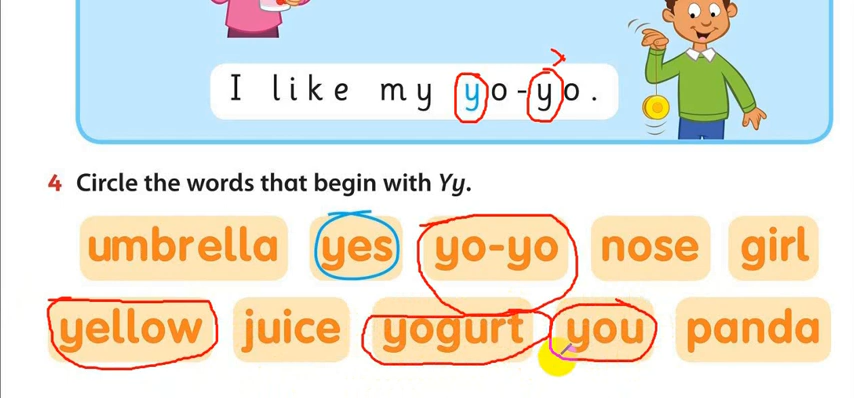 I like my yo-yo.
4 Circle the words that begin with Yy.
umbrella yes yo-yo nose girl
yellow juice yogurt you panda